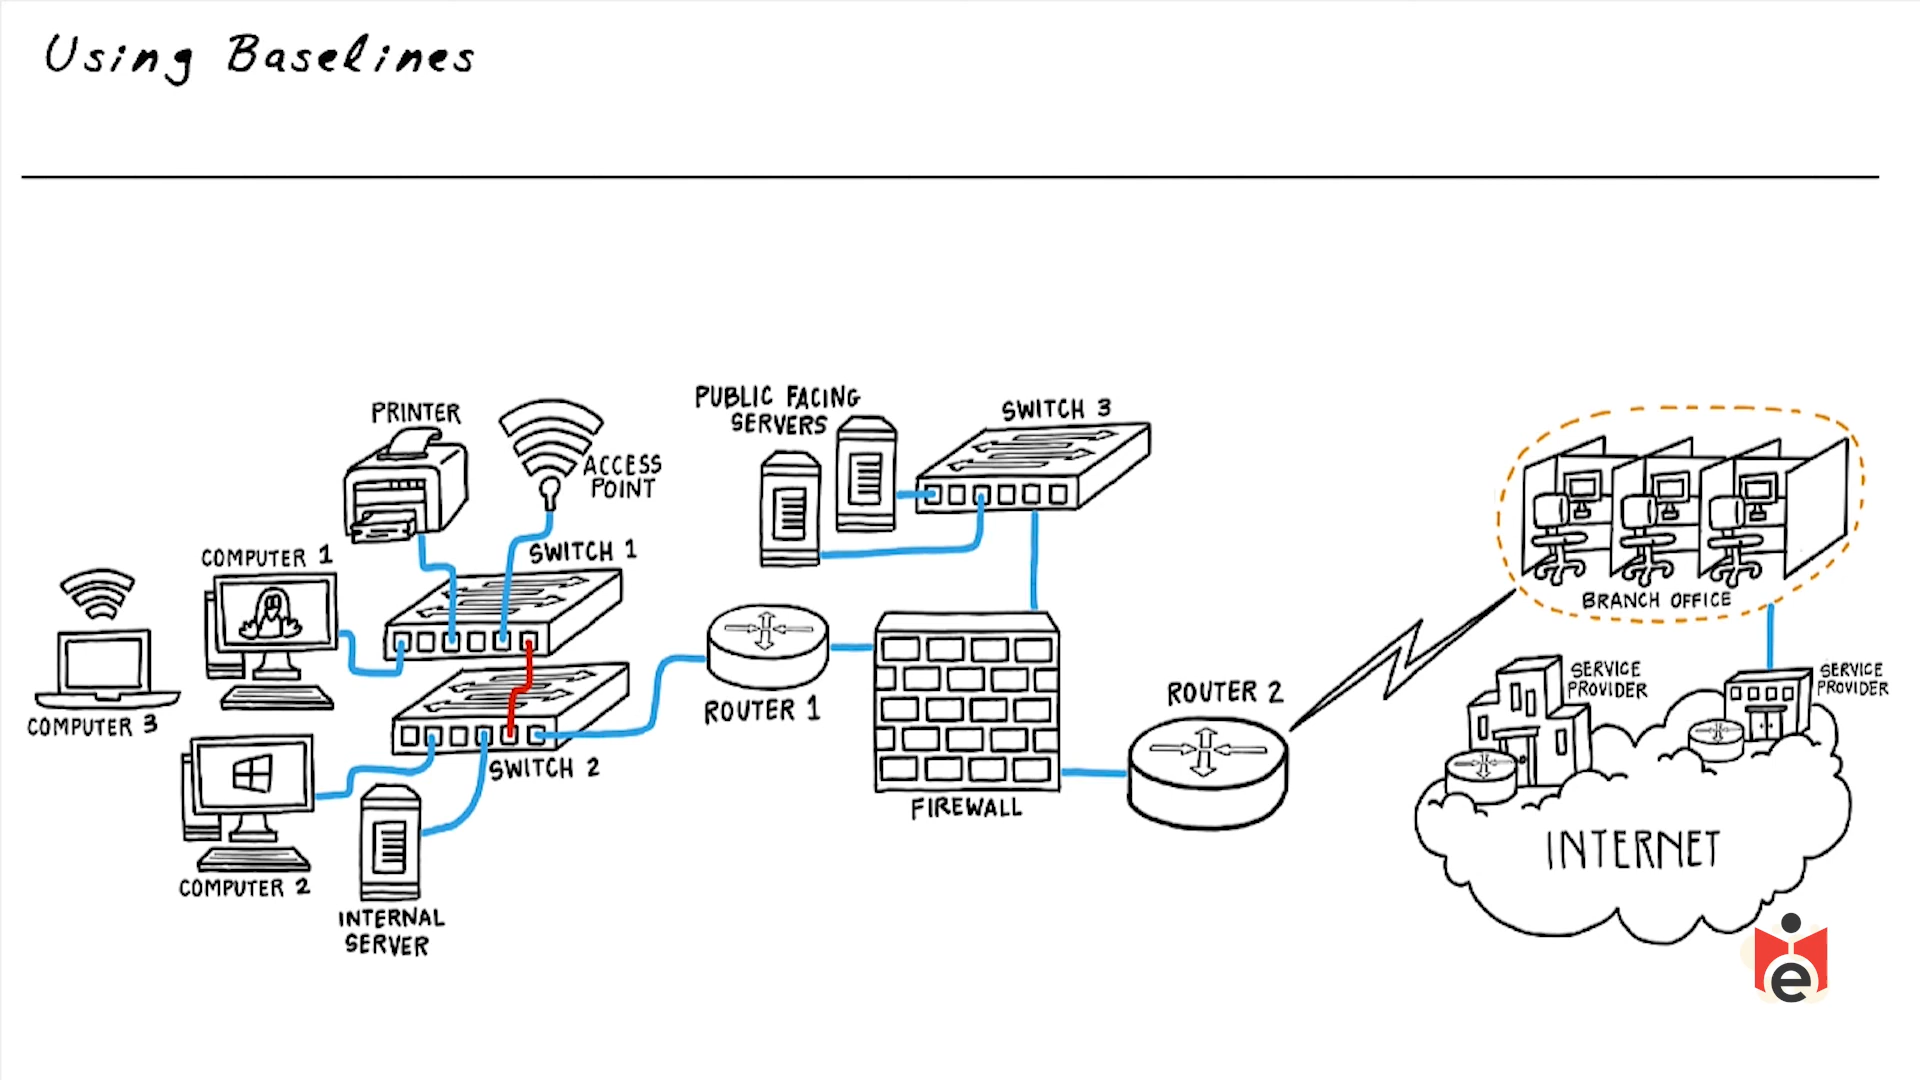 Using Baselines
PUBLIC FACING
SERVERS
SWITCH 3
PRINTER
ACCESS
POINT
SWITCH 1
COMPUTER 1
COMPUTER 3
ROUTER 1
SWITCH 2
COMPUTER 2
INTERNAL
SERVER
FIREWALL
ROUTER 2
BRANCH OFFICE
SERVICE
PROVIDER
SERVICE
PROVIDER
INTERNET
e